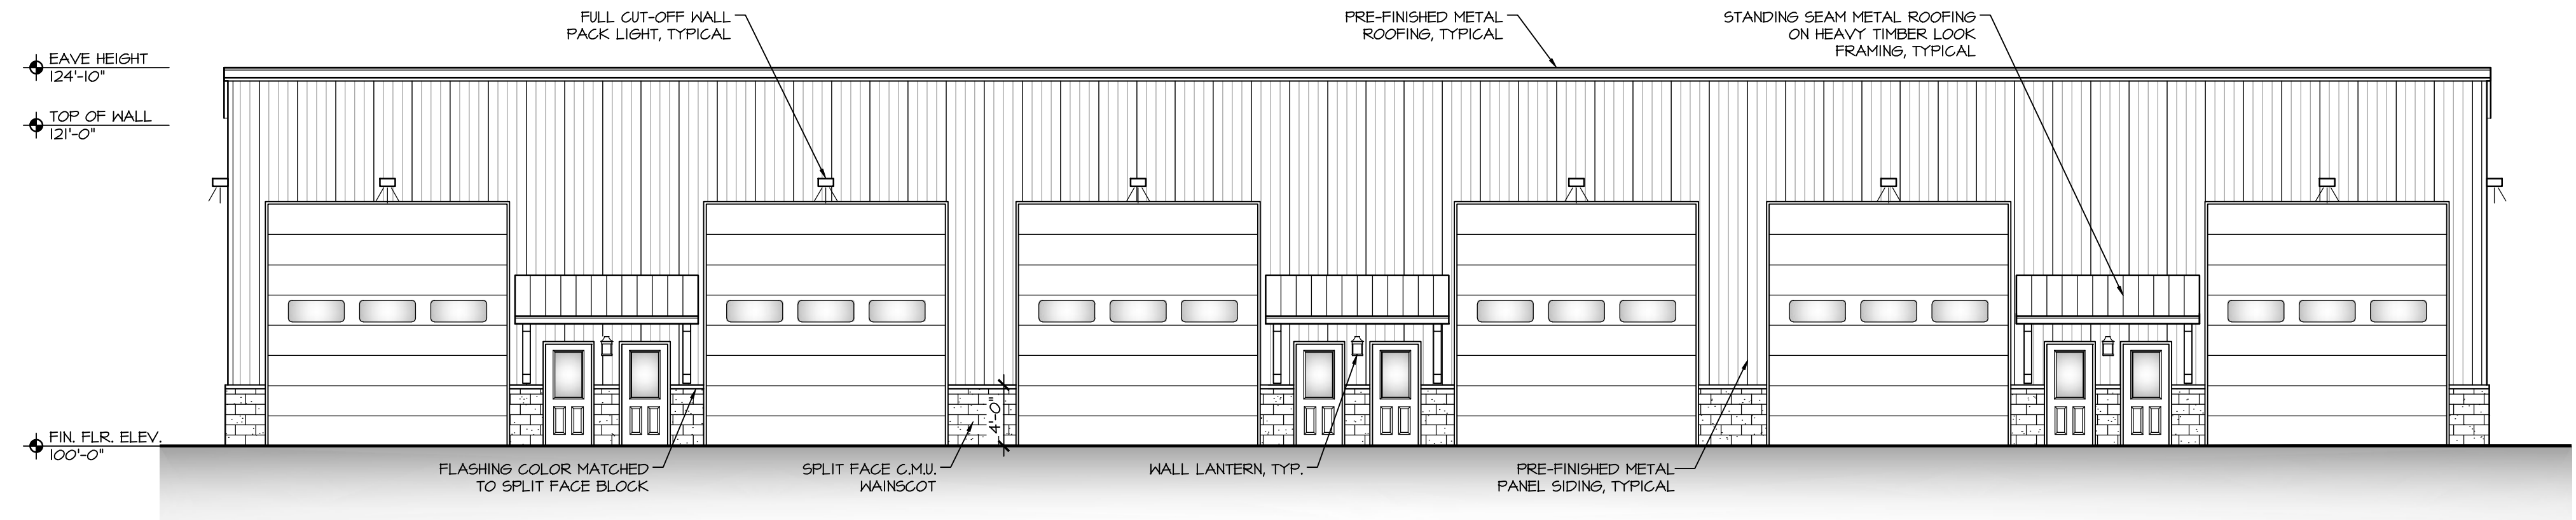 FULL CUT-OFF WALL
PACK LIGHT, TYPICAL
PRE-FINISHED METAL
ROOFING, TYPICAL
STANDING SEAM METAL ROOFING
ON HEAVY TIMBER LOOK
FRAMING, TYPICAL
EAVE HEIGHT
124'-10"
TOP OF WALL
121'-0"
4'-0"
FIN. FLR. ELEV.
100'-0"
FLASHING COLOR MATCHED
TO SPLIT FACE BLOCK
SPLIT FACE C.M.U.
WAINSCOT
WALL LANTERN, TYP.
PRE-FINISHED METAL
PANEL SIDING, TYPICAL